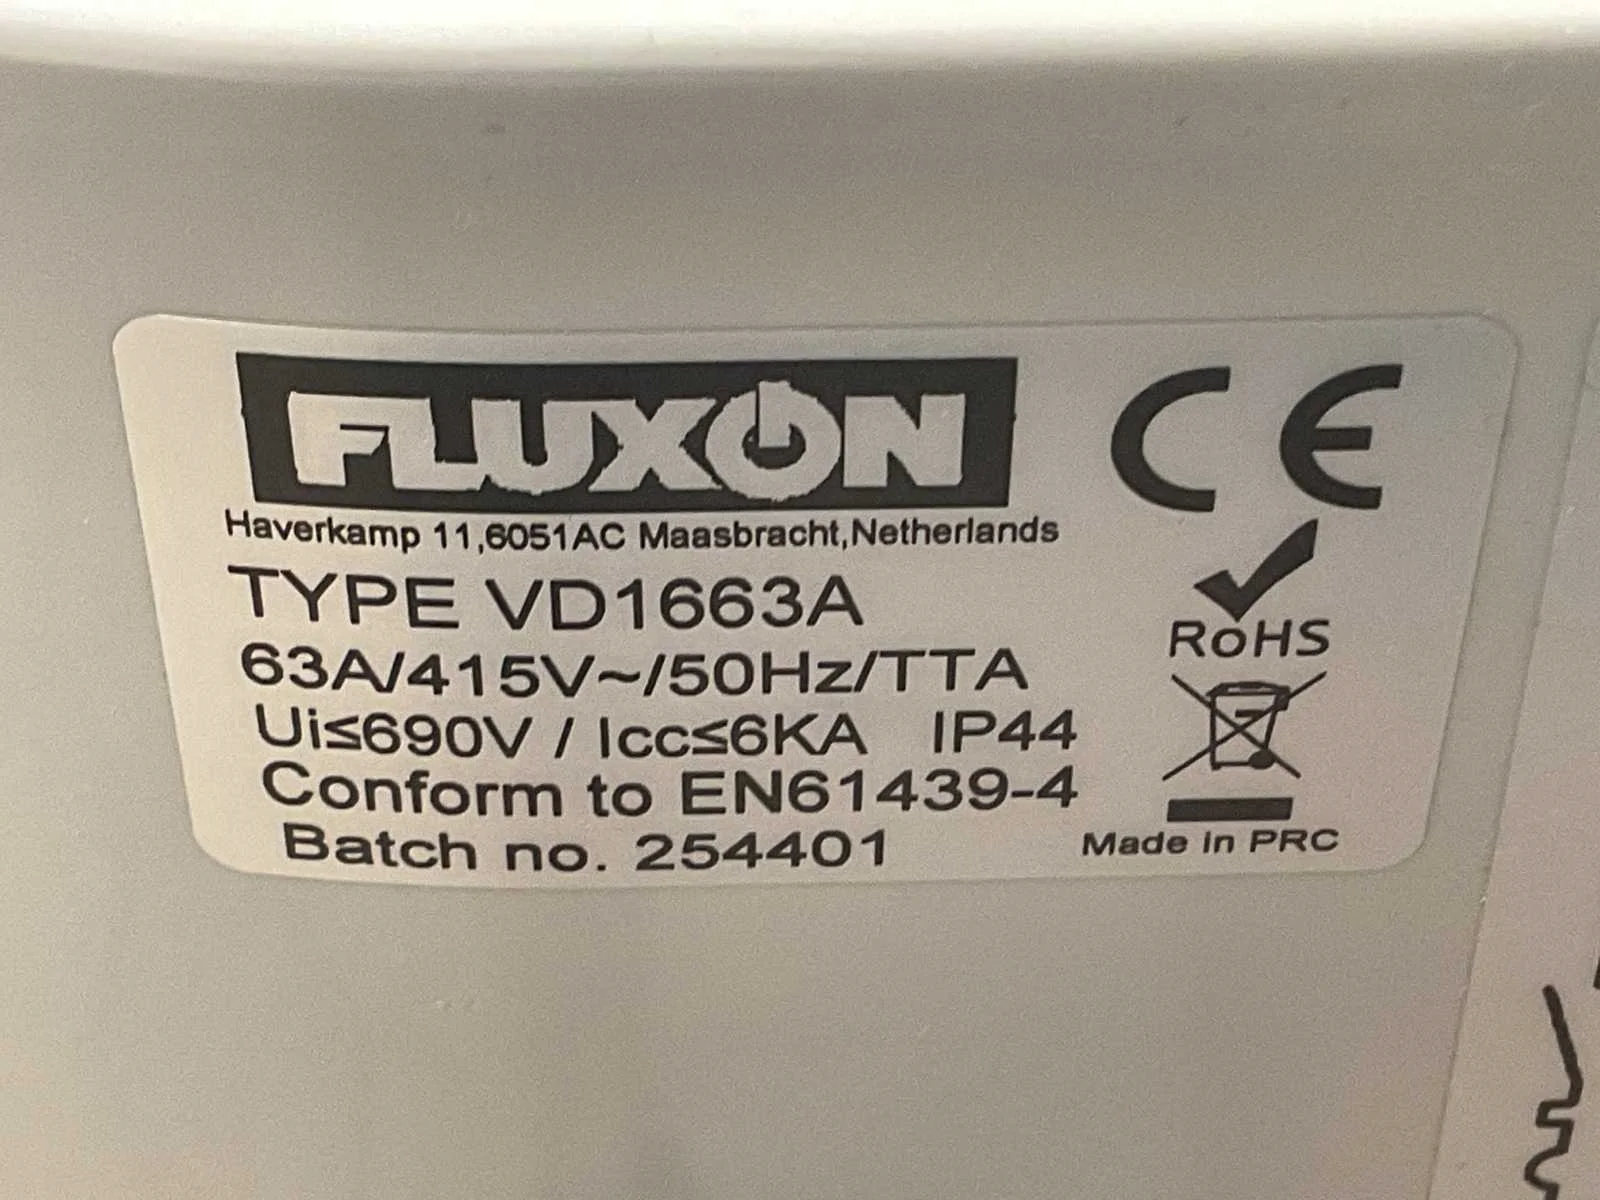 FLUXON
CE
Haverkamp 11,6051AC Maasbracht,Netherlands
TYPE VD1663A
63A/415V~/50Hz/TTA
RoHS
Ui≤690V / Icc≤6KA IP44
Conform to EN61439-4
Batch no. 254401
Made in PRC